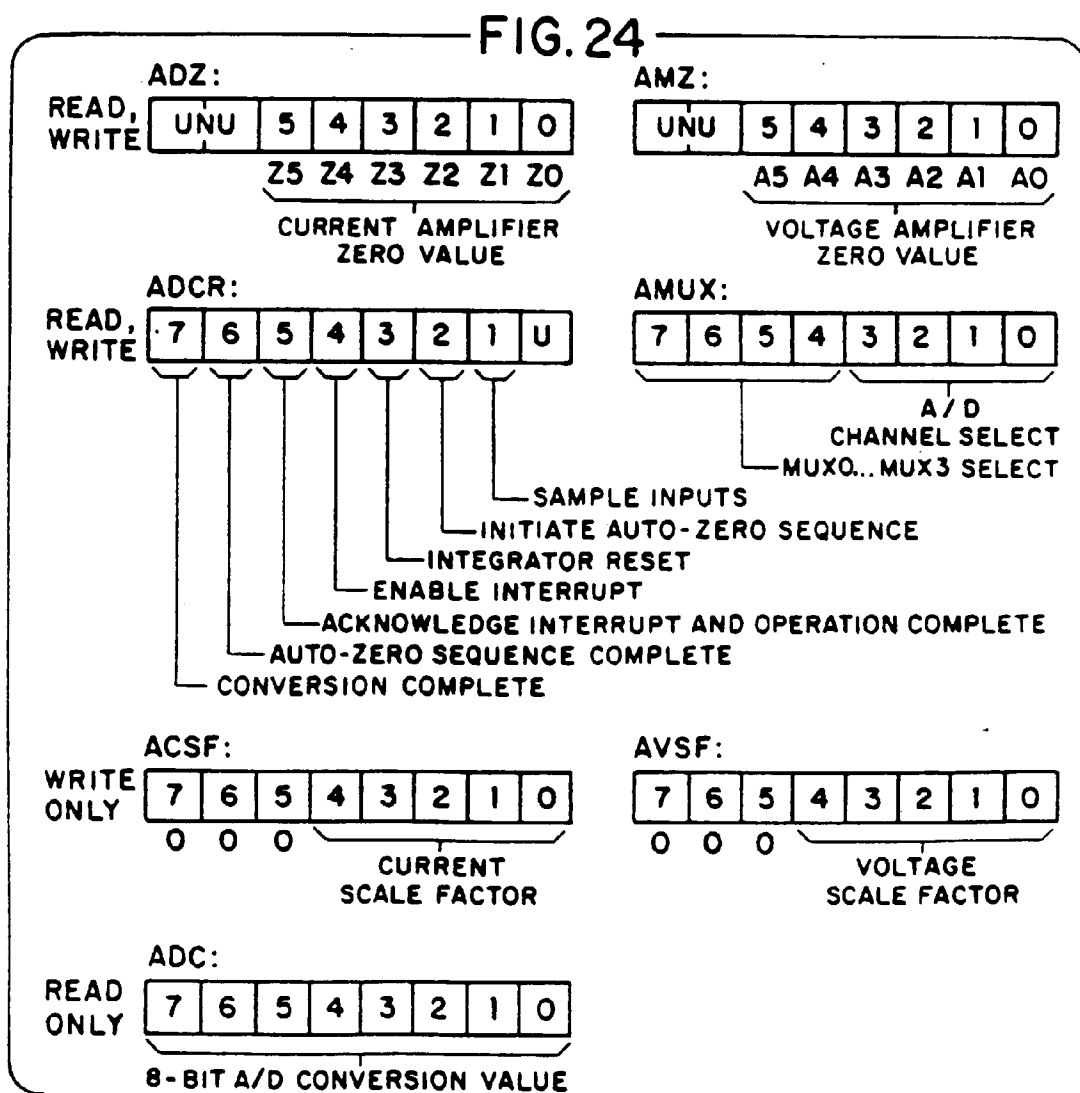 FIG. 24
ADZ:
READ, WRITE
UNU 5 4 3 2 1 0
Z5 Z4 Z3 Z2 Z1 Z0
CURRENT AMPLIFIER
ZERO VALUE
AMZ:
UNU 5 4 3 2 1 0
A5 A4 A3 A2 A1 A0
VOLTAGE AMPLIFIER
ZERO VALUE
ADCR:
READ, WRITE
7 6 5 4 3 2 1 U
AMUX:
7 6 5 4 3 2 1 0
A/D
CHANNEL SELECT
MUX0...MUX3 SELECT
SAMPLE INPUTS
INITIATE AUTO-ZERO SEQUENCE
INTEGRATOR RESET
ENABLE INTERRUPT
ACKNOWLEDGE INTERRUPT AND OPERATION COMPLETE
AUTO-ZERO SEQUENCE COMPLETE
CONVERSION COMPLETE
ACSF:
WRITE ONLY
7 6 5 4 3 2 1 0
0 0 0
CURRENT
SCALE FACTOR
AVSF:
7 6 5 4 3 2 1 0
0 0 0
VOLTAGE
SCALE FACTOR
ADC:
READ ONLY
7 6 5 4 3 2 1 0
8-BIT A/D CONVERSION VALUE